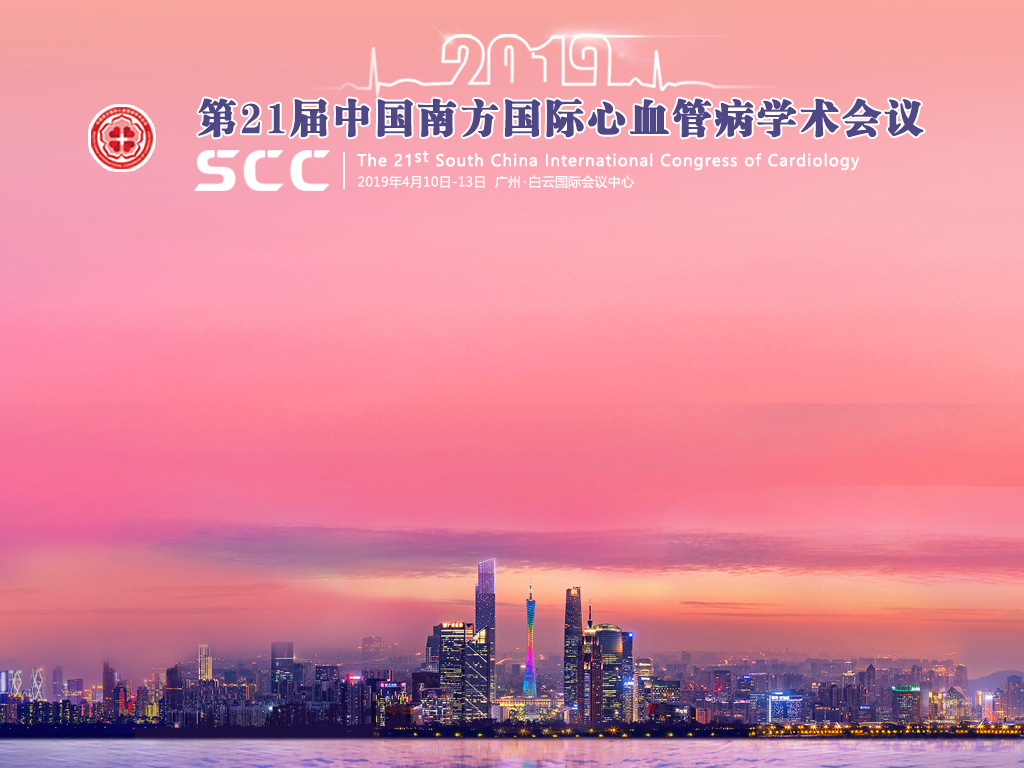 2019
第21届中国南方国际心血管病学术会议
SCC
The 21st South China International Congress of Cardiology
2019年4月10日-13日 广州·白云国际会议中心